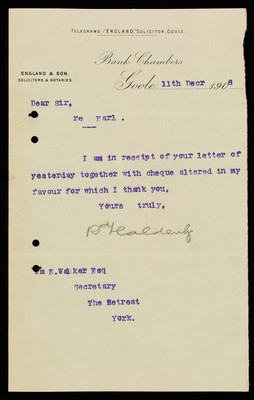 TELEGRAMS "ENGLAND," SOLICITOR, GOOLE.
Bank Chambers
ENGLAND & SON.
SOLICITORS & NOTARIES.
Goole, 11th Decr 1908
Dear Sir,
re Earl .
I am in receipt of your letter of
yesterday together with cheque altered in my
favour for which I thank you.
Yours truly,
Wm E. Walker Esq
Secretary
The Retreat
York.